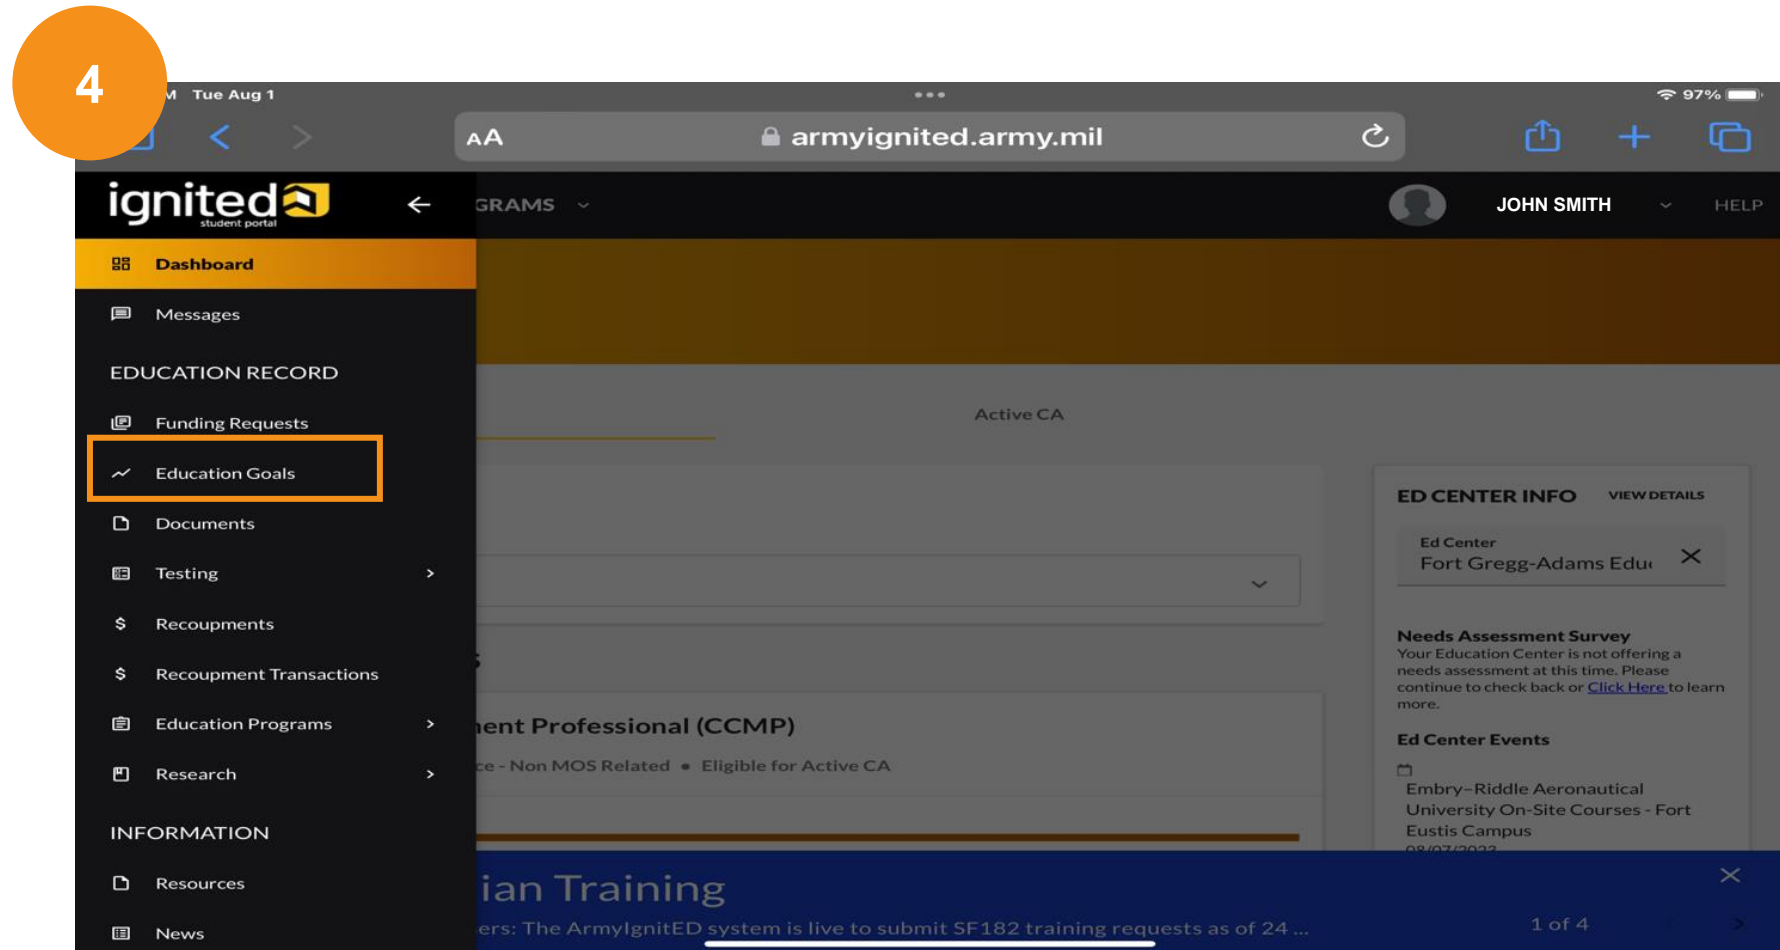 4
M Tue Aug 1
97%
AA
armyignited.army.mil
ignited
student portal
GRAMS
JOHN SMITH
HELP
Dashboard
Messages
EDUCATION RECORD
Funding Requests
Education Goals
Documents
Testing
Recoupments
Recoupment Transactions
Education Programs
Research
INFORMATION
Resources
News
Active CA
ent Professional (CCMP)
ce - Non MOS Related • Eligible for Active CA
ED CENTER INFO VIEW DETAILS
Ed Center
Fort Gregg-Adams Edu
Needs Assessment Survey
Your Education Center is not offering a
needs assessment at this time. Please
continue to check back or Click Here to learn
more.
Ed Center Events
Embry–Riddle Aeronautical
University On-Site Courses - Fort
Eustis Campus
08/07/2023
ian Training
ers: The ArmyIgnitED system is live to submit SF182 training requests as of 24 ...
1 of 4